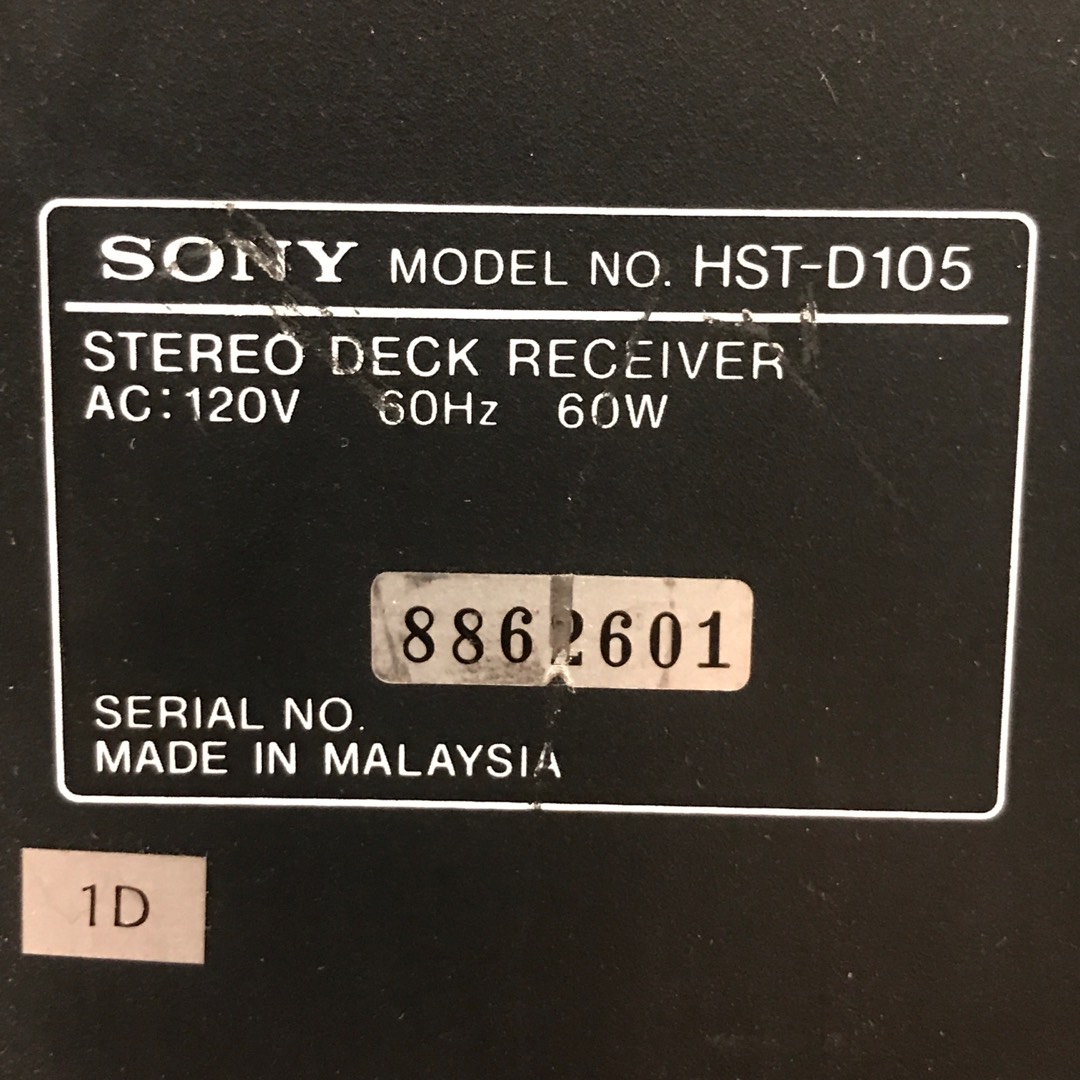 SONY MODEL NO. HST-D105
STEREO DECK RECEIVER
AC: 120V 60Hz 60W
8862601
SERIAL NO.
MADE IN MALAYSIA
1D